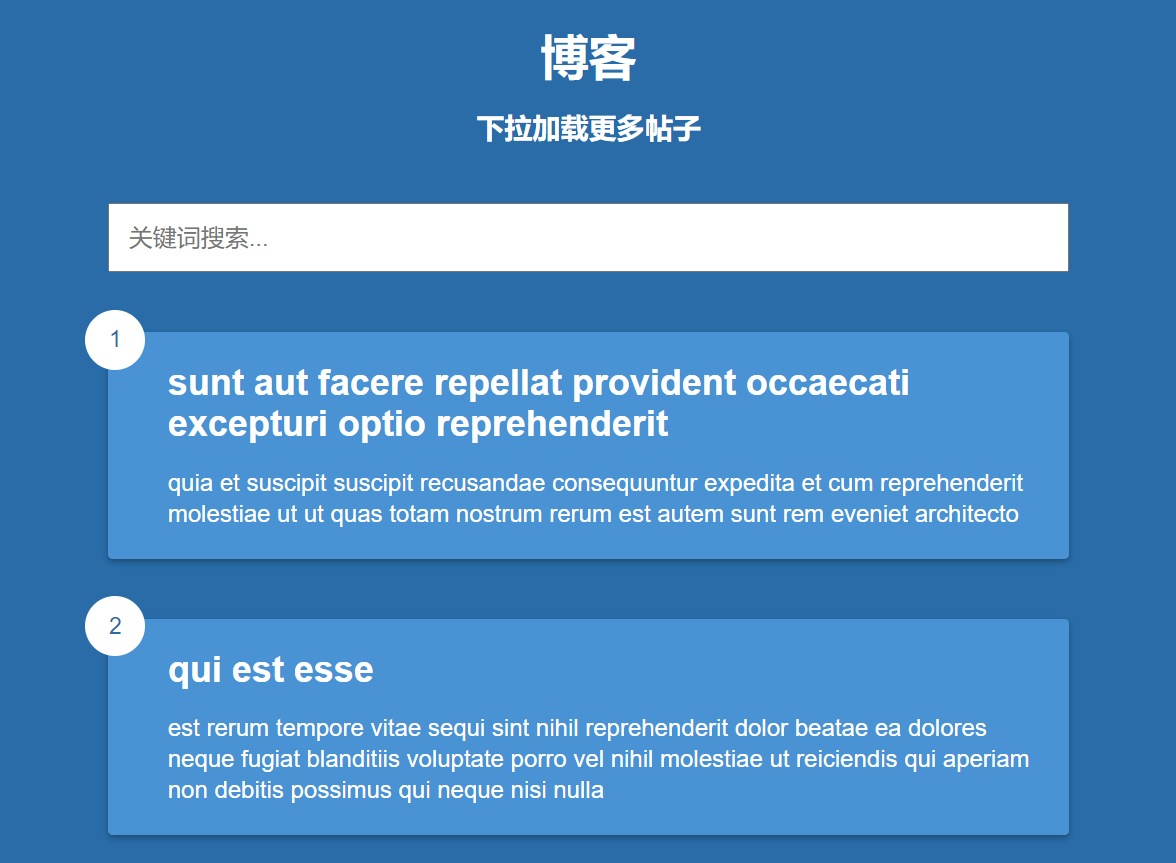 博客
下拉加载更多帖子
关键词搜索...
1
sunt aut facere repellat provident occaecati
excepturi optio reprehenderit
quia et suscipit suscipit recusandae consequuntur expedita et cum reprehenderit
molestiae ut ut quas totam nostrum rerum est autem sunt rem eveniet architecto
2
qui est esse
est rerum tempore vitae sequi sint nihil reprehenderit dolor beatae ea dolores
neque fugiat blanditiis voluptate porro vel nihil molestiae ut reiciendis qui aperiam
non debitis possimus qui neque nisi nulla